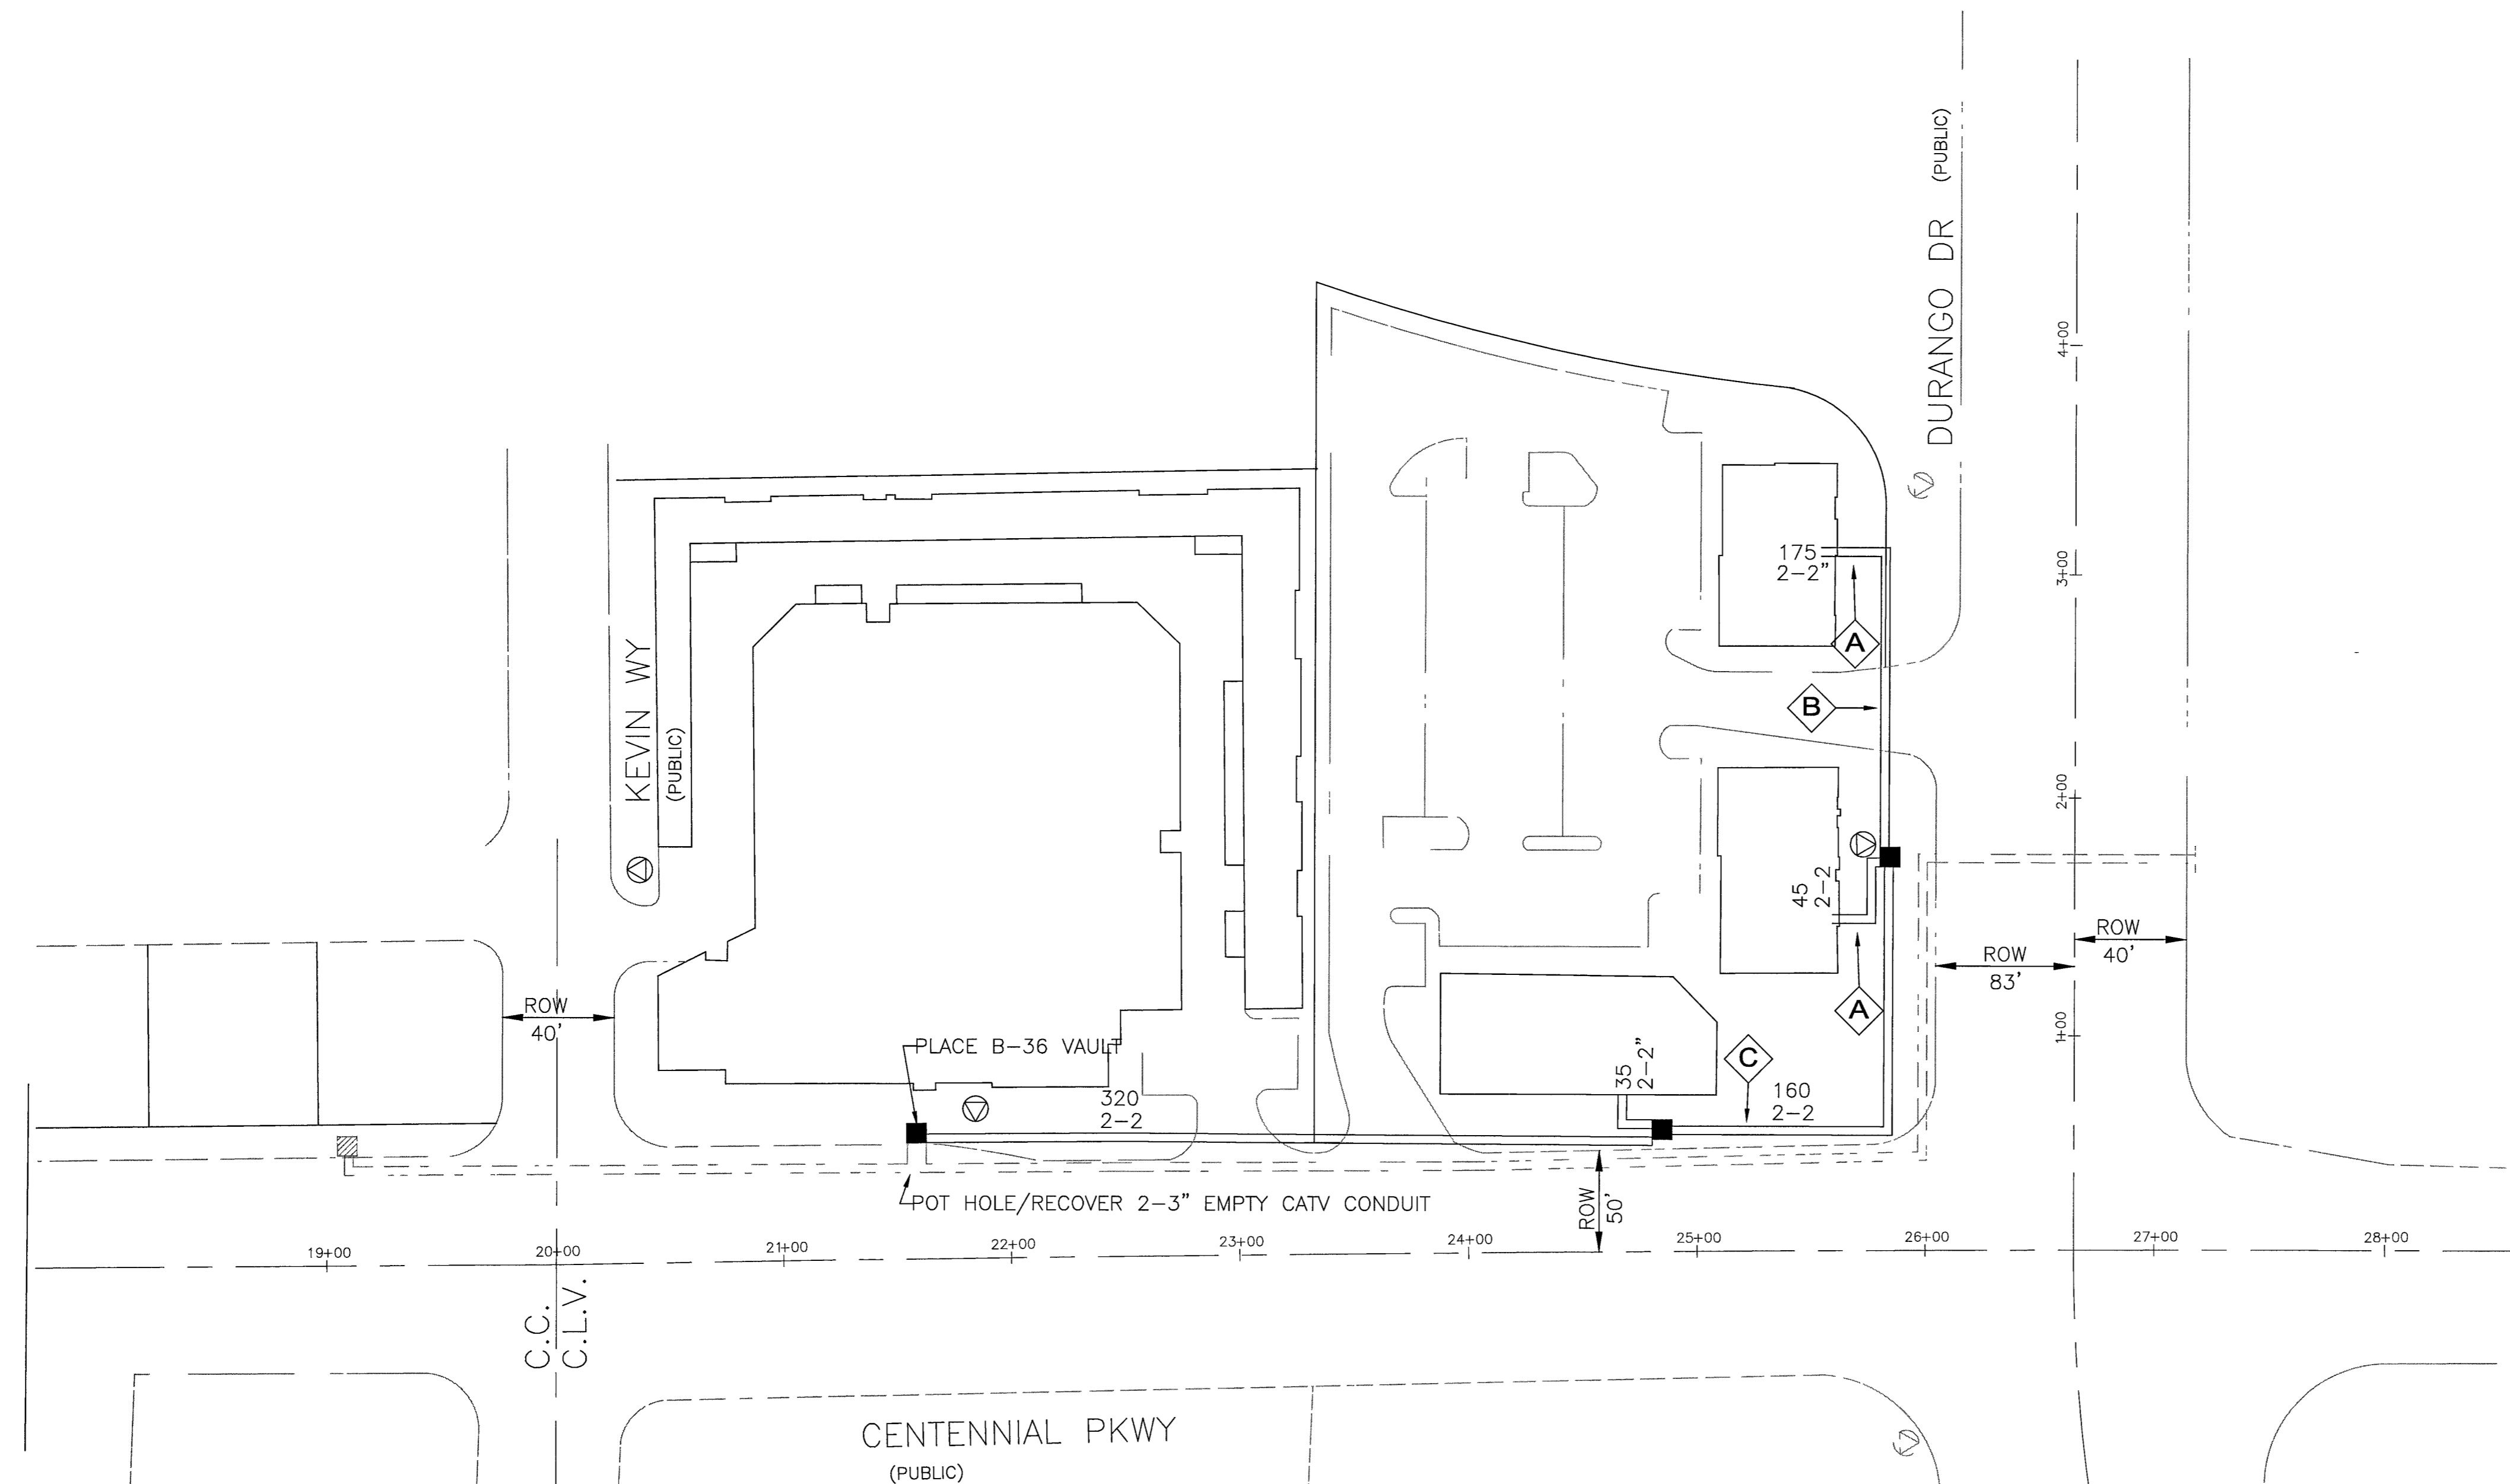 DURANGO DR (PUBLIC)
4+00
3+00
2+00
1+00
175
2-2"
A
B
KEVIN WY
(PUBLIC)
45
2-2
A
ROW
40'
ROW
83'
ROW
40'
PLACE B-36 VAULT
35
2-2"
C
320
2-2
160
2-2
POT HOLE/RECOVER 2-3" EMPTY CATV CONDUIT
ROW
50'
19+00
20+00
21+00
22+00
23+00
24+00
25+00
26+00
27+00
28+00
C.C.
C.L.V.
CENTENNIAL PKWY
(PUBLIC)